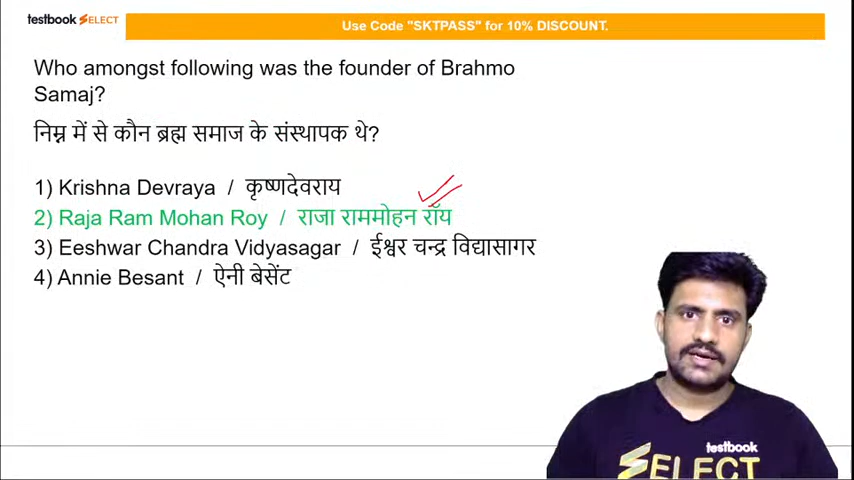 testbook SELECT
Use Code "SKTPASS" for 10% DISCOUNT.
Who amongst following was the founder of Brahmo
Samaj?
निम्न में से कौन ब्रह्म समाज के संस्थापक थे?
1) Krishna Devraya / कृष्णदेवराय
2) Raja Ram Mohan Roy / राजा राममोहन रॉय
3) Eeshwar Chandra Vidyasagar / ईश्वर चन्द्र विद्यासागर
4) Annie Besant / ऐनी बेसेंट
testbook
SELECT